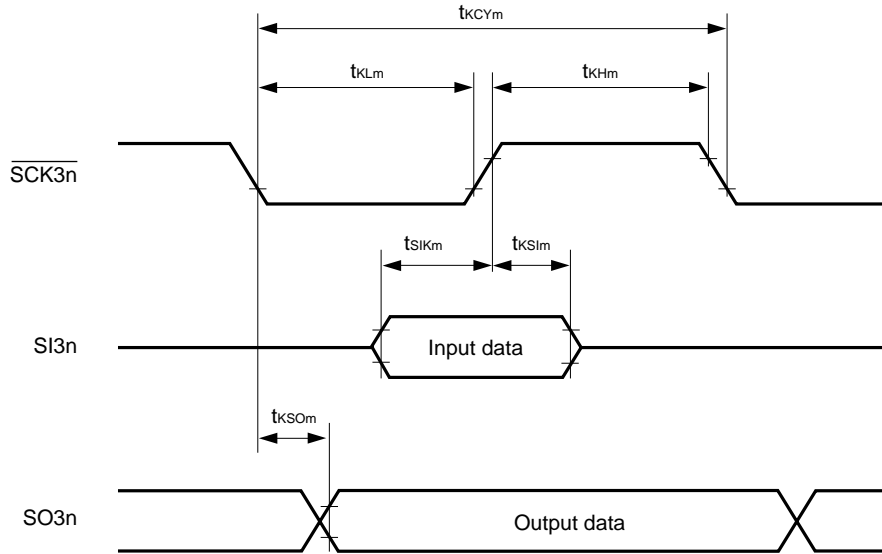 tKCYm
tKLm tKHm
SCK3n
tSIKm tKSIm
SI3n Input data
tKSOm
SO3n Output data